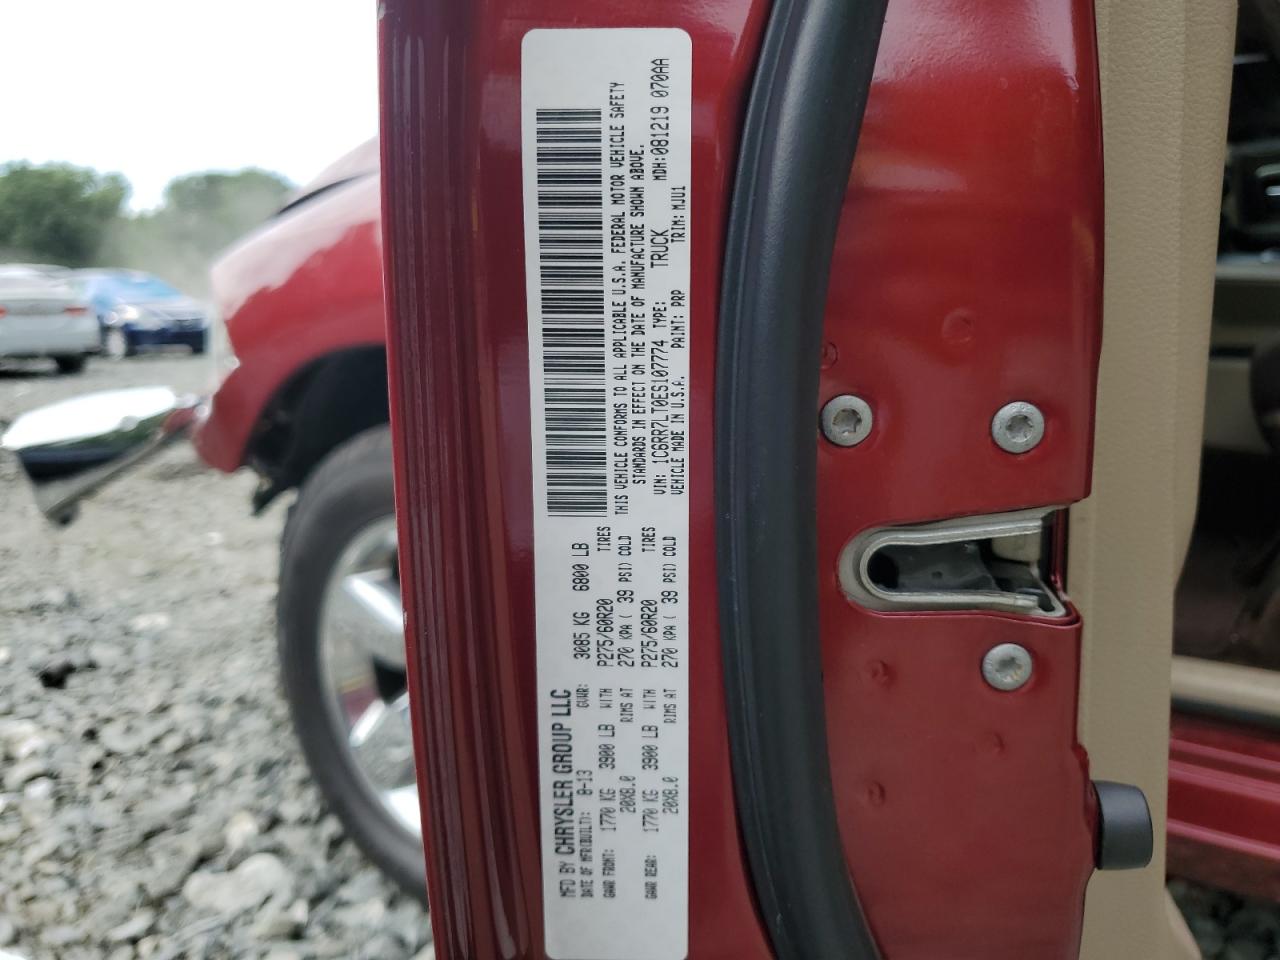 MFD BY CHRYSLER GROUP LLC
DATE OF MFR(BUILT): 8-13 GVWR: 3085 KG 6800 LB
GAWR FRONT: 1770 KG 3900 LB WITH P275/60R20 TIRES
20X8.0 RIMS AT 270 KPA ( 39 PSI) COLD
GAWR REAR: 1770 KG 3900 LB WITH P275/60R20 TIRES
20X8.0 RIMS AT 270 KPA ( 39 PSI) COLD
THIS VEHICLE CONFORMS TO ALL APPLICABLE U.S.A. FEDERAL MOTOR VEHICLE SAFETY
STANDARDS IN EFFECT ON THE DATE OF MANUFACTURE SHOWN ABOVE.
VIN: 1C6RR7LT0ES107774 TYPE: TRUCK MDH:081219 070AA
VEHICLE MADE IN U.S.A. PAINT: PRP TRIM: MJU1